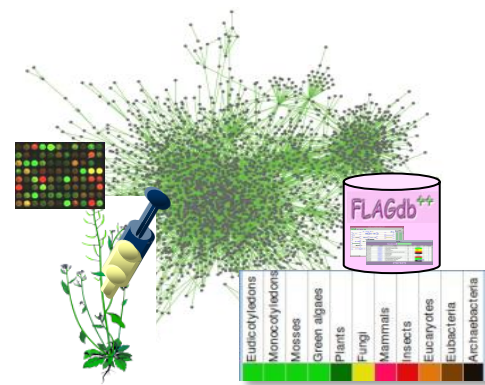 FLAGdb++
Eudicotyledons
Monocotyledons
Mosses
Green algaes
Plants
Fungi
Mammals
Insects
Eucaryotes
Eubacteria
Archaebacteria